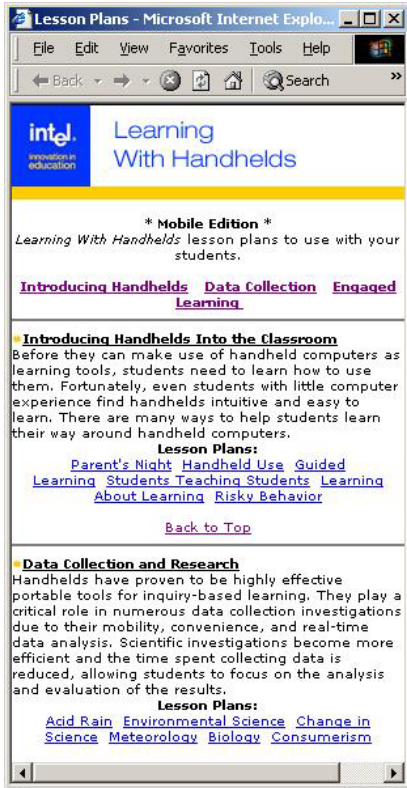 Lesson Plans - Microsoft Internet Explo...
File Edit View Favorites Tools Help
Back Search »
intel. Learning
innovation in With Handhelds
education
* Mobile Edition *
Learning With Handhelds lesson plans to use with your
students.
Introducing Handhelds Data Collection Engaged
Learning
Introducing Handhelds Into the Classroom
Before they can make use of handheld computers as
learning tools, students need to learn how to use
them. Fortunately, even students with little computer
experience find handhelds intuitive and easy to
learn. There are many ways to help students learn
their way around handheld computers.
Lesson Plans:
Parent's Night Handheld Use Guided
Learning Students Teaching Students Learning
About Learning Risky Behavior
Back to Top
Data Collection and Research
Handhelds have proven to be highly effective
portable tools for inquiry-based learning. They play a
critical role in numerous data collection investigations
due to their mobility, convenience, and real-time
data analysis. Scientific investigations become more
efficient and the time spent collecting data is
reduced, allowing students to focus on the analysis
and evaluation of the results.
Lesson Plans:
Acid Rain Environmental Science Change in
Science Meteorology Biology Consumerism